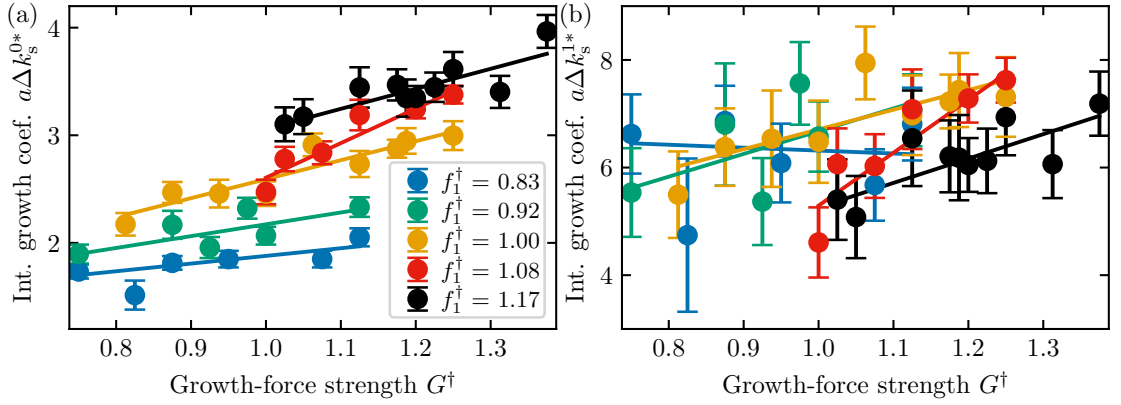 (a)
Int. growth coef. aΔk_s^{0*}
4
3
2
0.8 0.9 1.0 1.1 1.2 1.3
Growth-force strength G^†
f_1^† = 0.83
f_1^† = 0.92
f_1^† = 1.00
f_1^† = 1.08
f_1^† = 1.17
(b)
Int. growth coef. aΔk_s^{1*}
8
6
4
0.8 0.9 1.0 1.1 1.2 1.3
Growth-force strength G^†